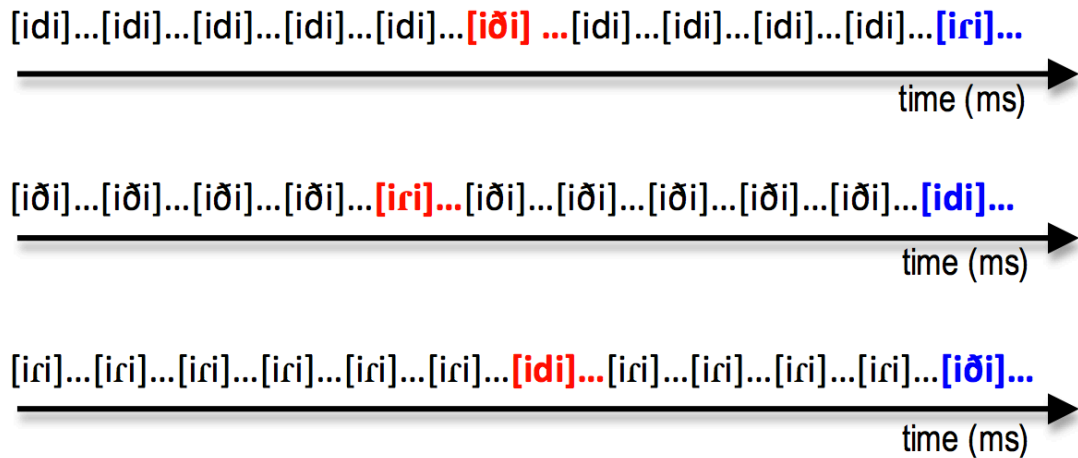 [idi]...[idi]...[idi]...[idi]...[idi]...[iði] ...[idi]...[idi]...[idi]...[idi]...[iɾi]...
time (ms)
[iði]...[iði]...[iði]...[iði]...[iɾi]...[iði]...[iði]...[iði]...[iði]...[iði]...[idi]...
time (ms)
[iɾi]...[iɾi]...[iɾi]...[iɾi]...[iɾi]...[iɾi]...[idi]...[iɾi]...[iɾi]...[iɾi]...[iɾi]...[iði]...
time (ms)